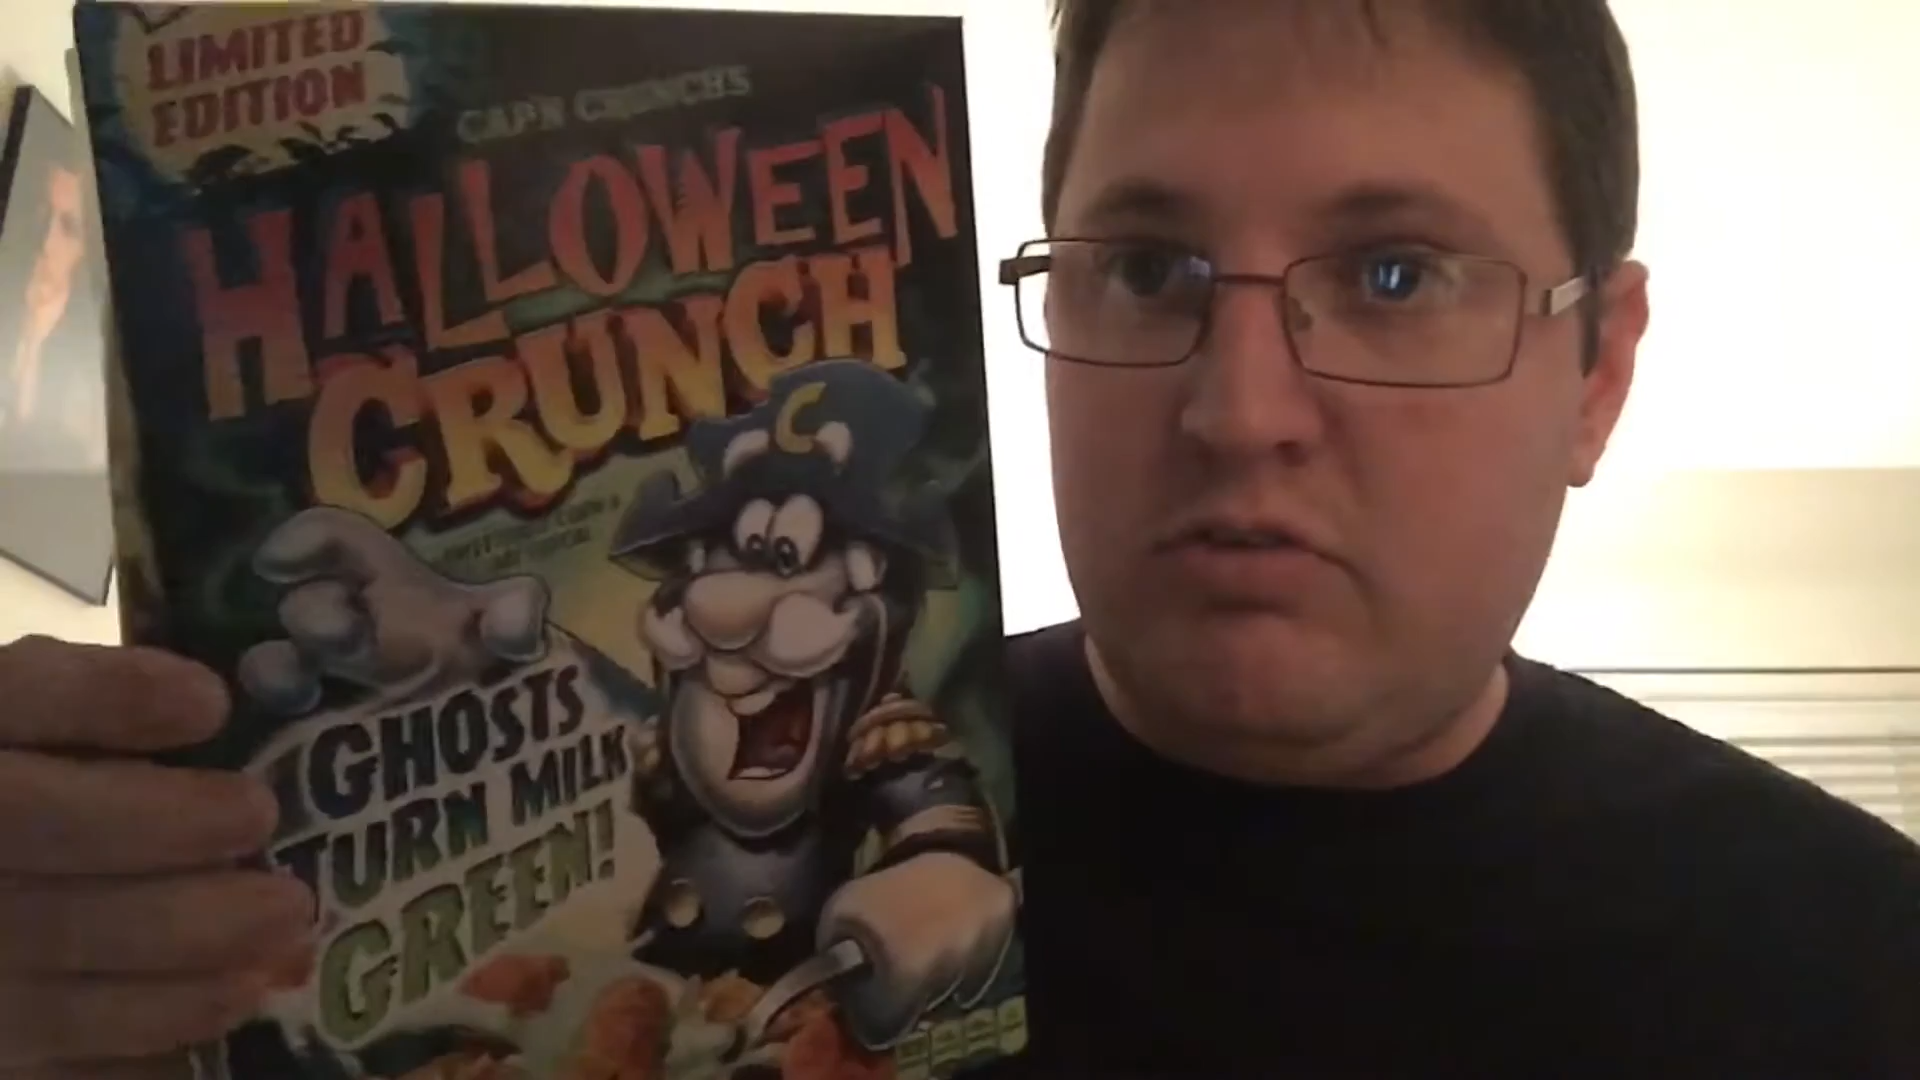 LIMITED
EDITION
CAP'N CRUNCH'S
HALLOWEEN
CRUNCH
C
GHOSTS
TURN MILK
GREEN!